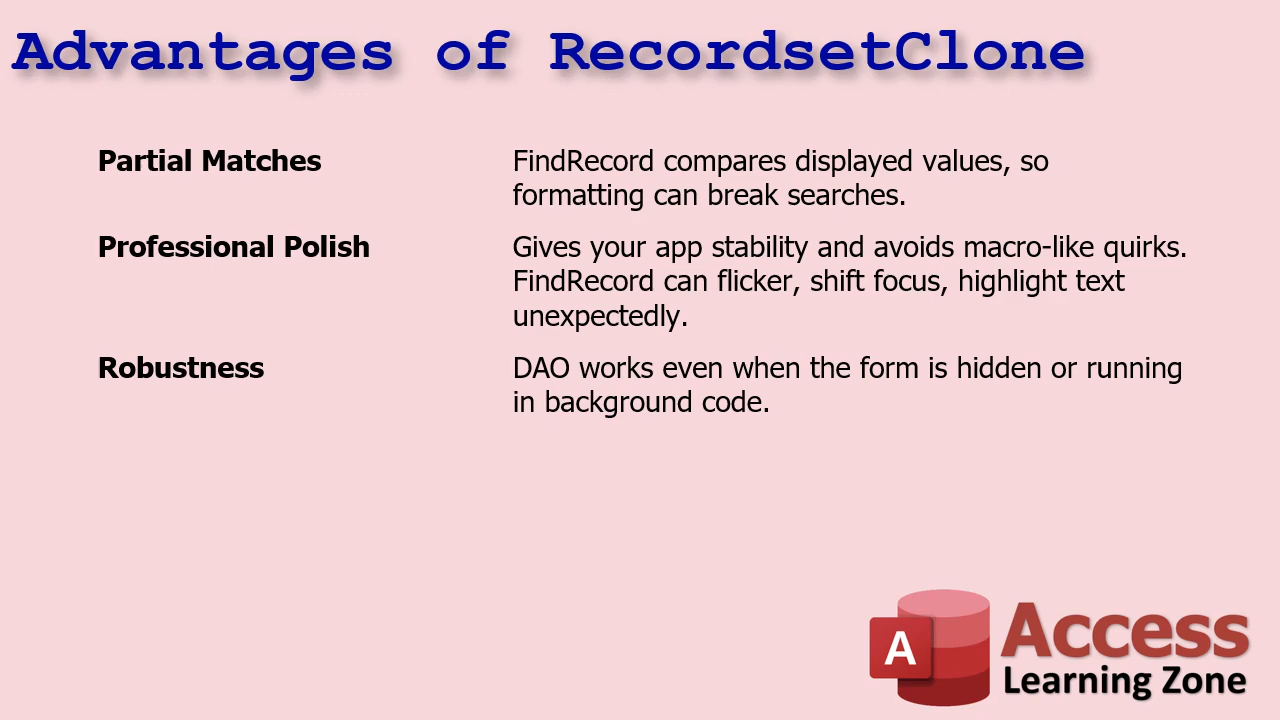 Advantages of RecordsetClone
Partial Matches
FindRecord compares displayed values, so
formatting can break searches.
Professional Polish
Gives your app stability and avoids macro-like quirks.
FindRecord can flicker, shift focus, highlight text
unexpectedly.
Robustness
DAO works even when the form is hidden or running
in background code.
A
Access
Learning Zone